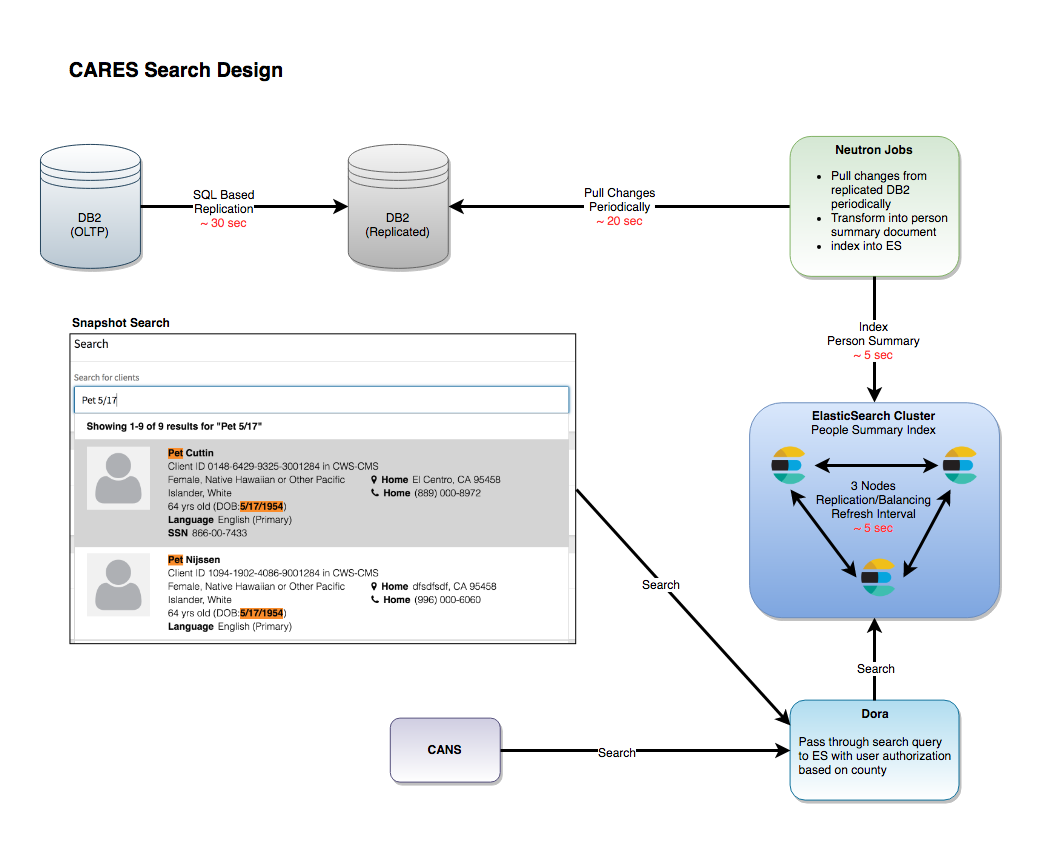 CARES Search Design
DB2
(OLTP)
SQL Based
Replication
~ 30 sec
DB2
(Replicated)
Pull Changes
Periodically
~ 20 sec
Neutron Jobs
• Pull changes from
replicated DB2
periodically
• Transform into person
summary document
• index into ES
Index
Person Summary
~ 5 sec
Snapshot Search
Search
Search for clients
Pet 5/17
Showing 1-9 of 9 results for "Pet 5/17"
Pet Cuttin
Client ID 0148-6429-9325-3001284 in CWS-CMS
Female, Native Hawaiian or Other Pacific
Islander, White
64 yrs old (DOB:5/17/1954)
Language English (Primary)
SSN 866-00-7433
Home El Centro, CA 95458
Home (889) 000-8972
Pet Nijssen
Client ID 1094-1902-4086-9001284 in CWS-CMS
Female, Native Hawaiian or Other Pacific
Islander, White
64 yrs old (DOB:5/17/1954)
Language English (Primary)
Home dfsdfsdf, CA 95458
Home (996) 000-6060
ElasticSearch Cluster
People Summary Index
3 Nodes
Replication/Balancing
Refresh Interval
~ 5 sec
Search
Search
CANS
Search
Dora
Pass through search query
to ES with user authorization
based on county